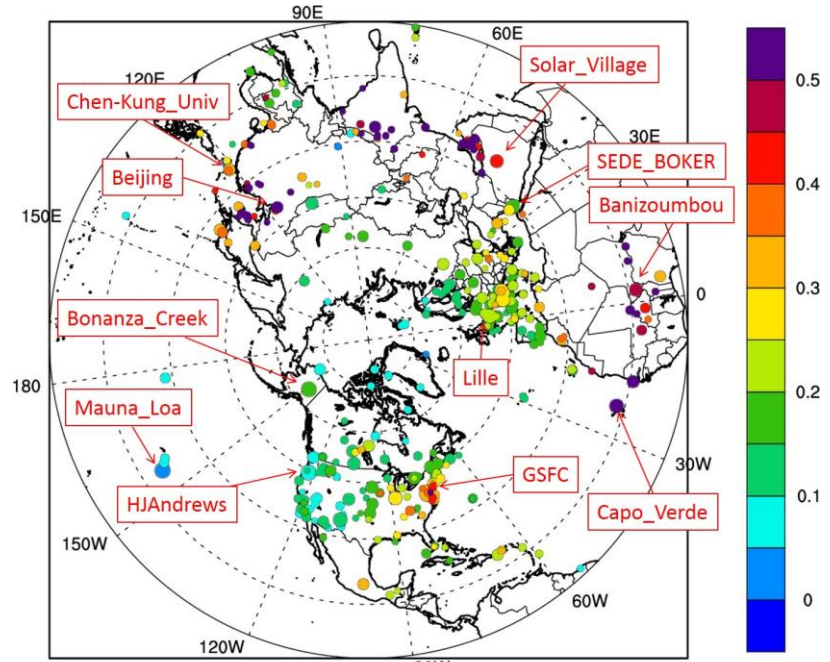 90E
60E
Solar_Village
0.5
120E
Chen-Kung_Univ
30E
SEDE_BOKER
0.4
Beijing
Banizoumbou
150E
0.3
0
Bonanza_Creek
Lille
180
0.2
Mauna_Loa
30W
GSFC
HJAndrews
Capo_Verde
0.1
150W
60W
0
120W